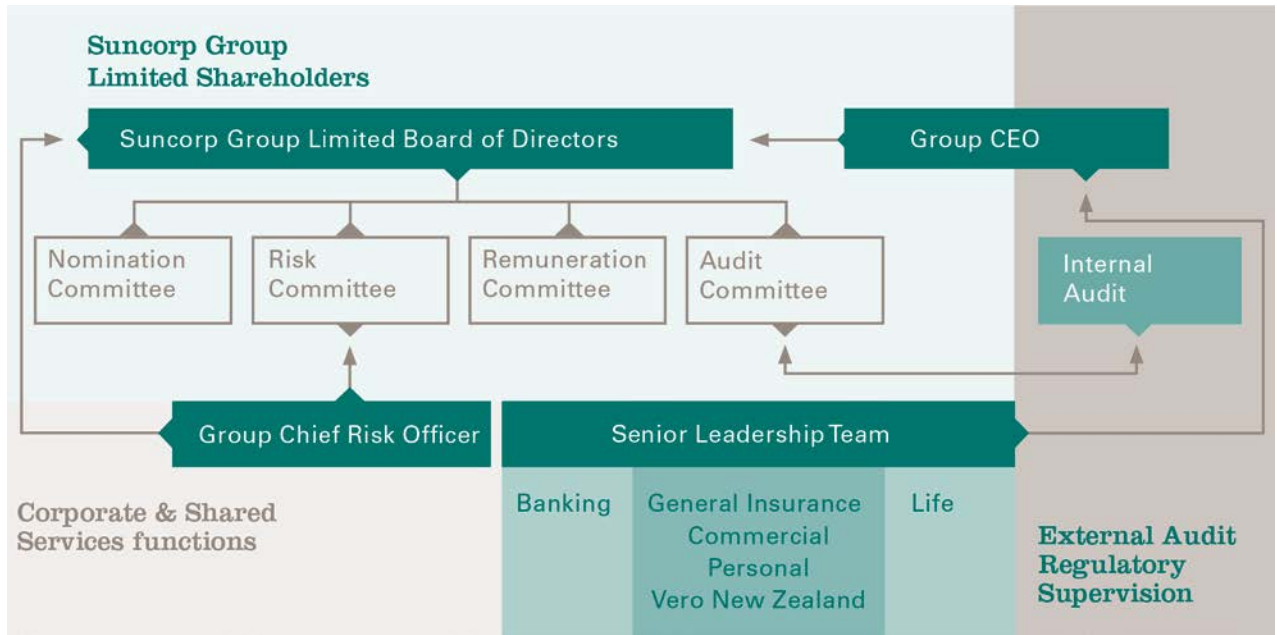 Suncorp Group
Limited Shareholders
Suncorp Group Limited Board of Directors
Group CEO
Nomination
Committee
Risk
Committee
Remuneration
Committee
Audit
Committee
Internal
Audit
Group Chief Risk Officer
Senior Leadership Team
Corporate & Shared
Services functions
Banking
General Insurance
Commercial
Personal
Vero New Zealand
Life
External Audit
Regulatory
Supervision